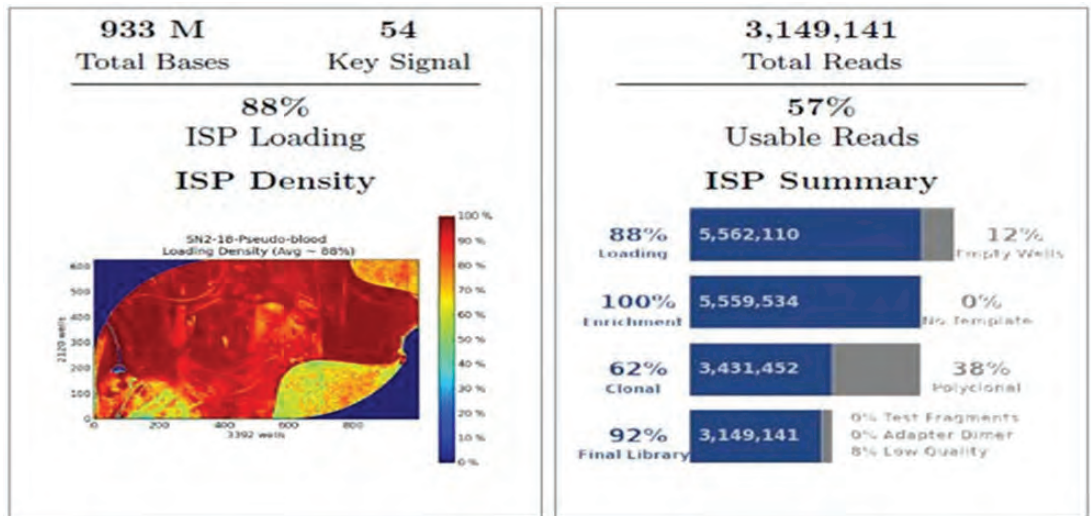 933 M
Total Bases
54
Key Signal
88%
ISP Loading
ISP Density
SN2-18-Pseudo-blood
Loading Density (Avg ~ 88%)
100 %
90 %
80 %
70 %
60 %
50 %
40 %
30 %
20 %
10 %
0 %
600
500
400
300
200
100
0
2120 wells
0
200
400
600
800
3392 wells
3,149,141
Total Reads
57%
Usable Reads
ISP Summary
88%
Loading
5,562,110
12%
Empty Wells
100%
Enrichment
5,559,534
0%
No Template
62%
Clonal
3,431,452
38%
Polyclonal
92%
Final Library
3,149,141
0% Test Fragments
0% Adapter Dimer
8% Low Quality